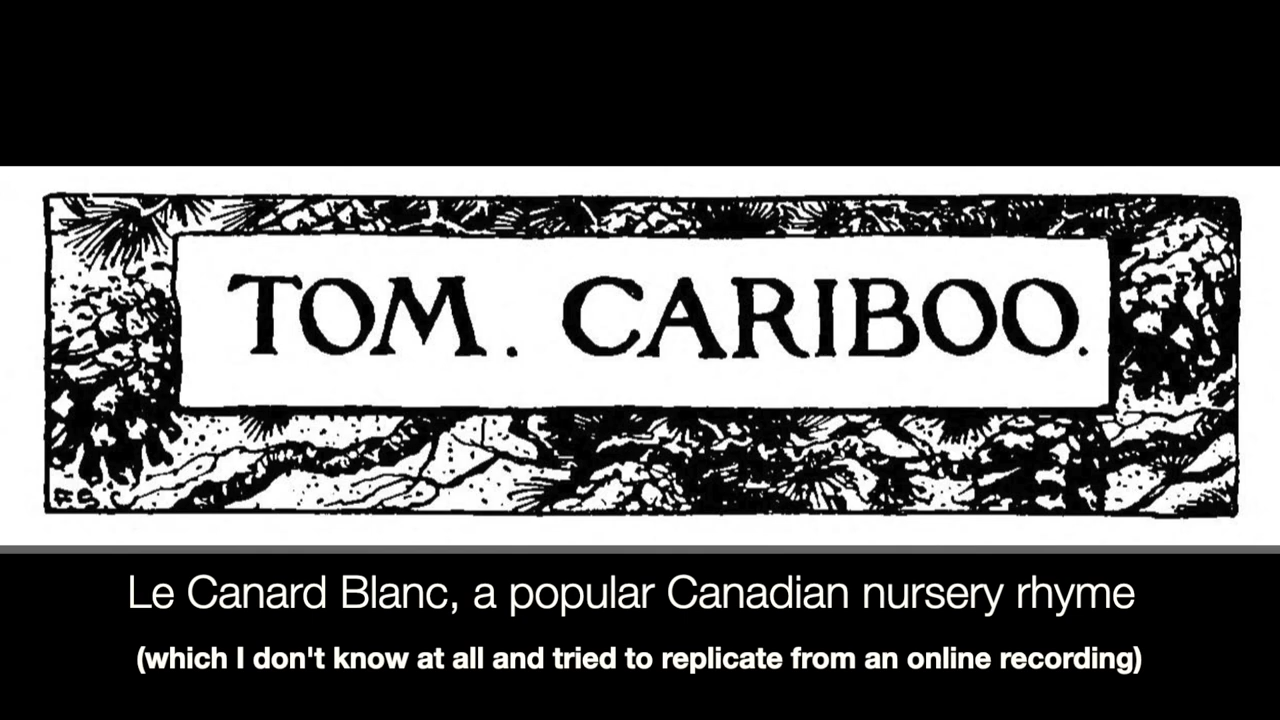 TOM. CARIBOO.
Le Canard Blanc, a popular Canadian nursery rhyme
(which I don't know at all and tried to replicate from an online recording)